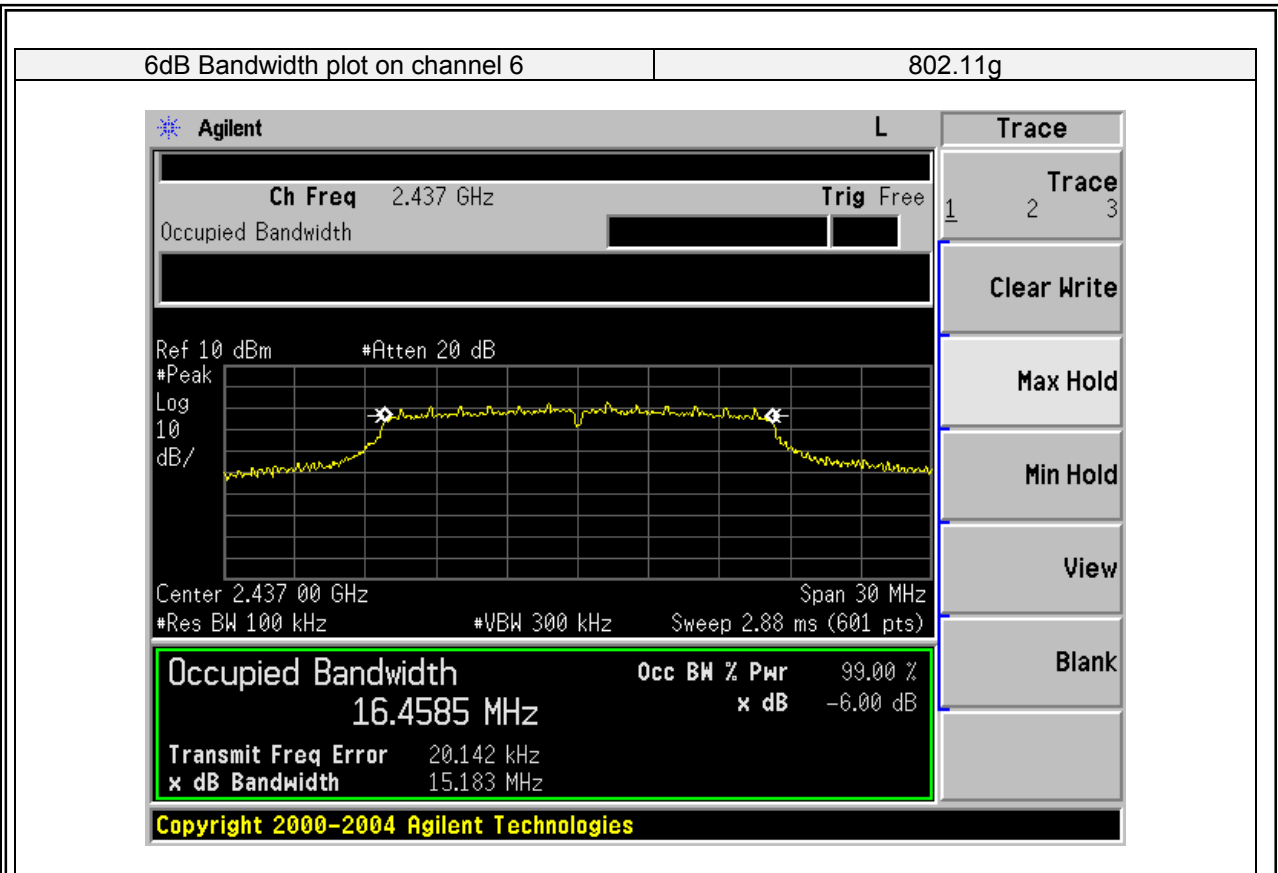 6dB Bandwidth plot on channel 6 802.11g
Agilent L Trace
Ch Freq 2.437 GHz Trig Free
Occupied Bandwidth
Trace
1 2 3
Clear Write
Ref 10 dBm #Atten 20 dB
#Peak
Log
10
dB/
Max Hold
Min Hold
View
Center 2.437 00 GHz Span 30 MHz
#Res BW 100 kHz #VBW 300 kHz Sweep 2.88 ms (601 pts)
Occupied Bandwidth Occ BW % Pwr 99.00 %
16.4585 MHz x dB -6.00 dB
Blank
Transmit Freq Error 20.142 kHz
x dB Bandwidth 15.183 MHz
Copyright 2000-2004 Agilent Technologies